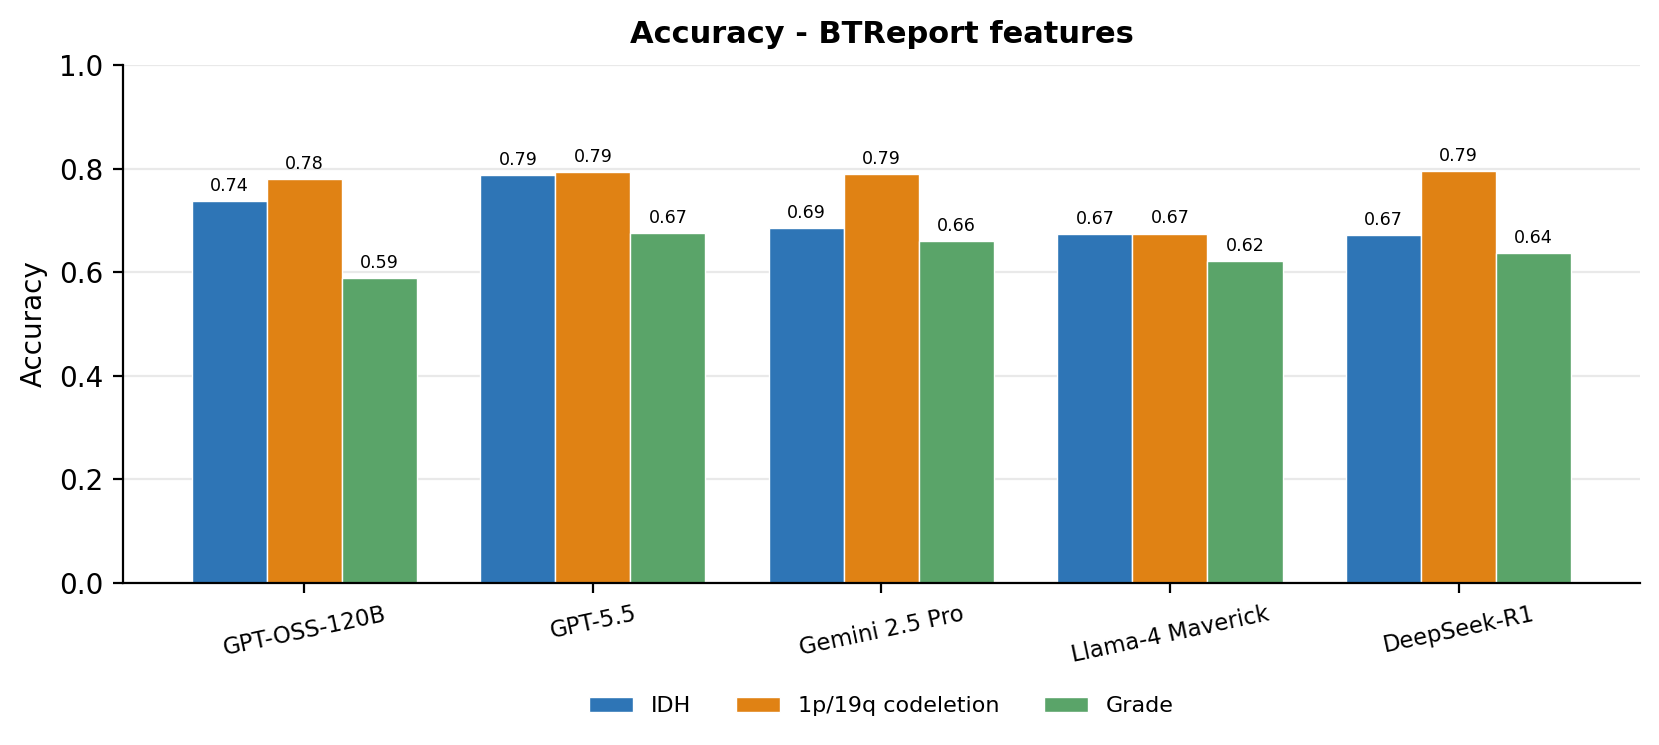 Accuracy - BTReport features
Accuracy
1.0
0.8
0.6
0.4
0.2
0.0
0.74
0.78
0.59
0.79
0.79
0.67
0.69
0.79
0.66
0.67
0.67
0.62
0.67
0.79
0.64
GPT-OSS-120B
GPT-5.5
Gemini 2.5 Pro
Llama-4 Maverick
DeepSeek-R1
IDH
1p/19q codeletion
Grade